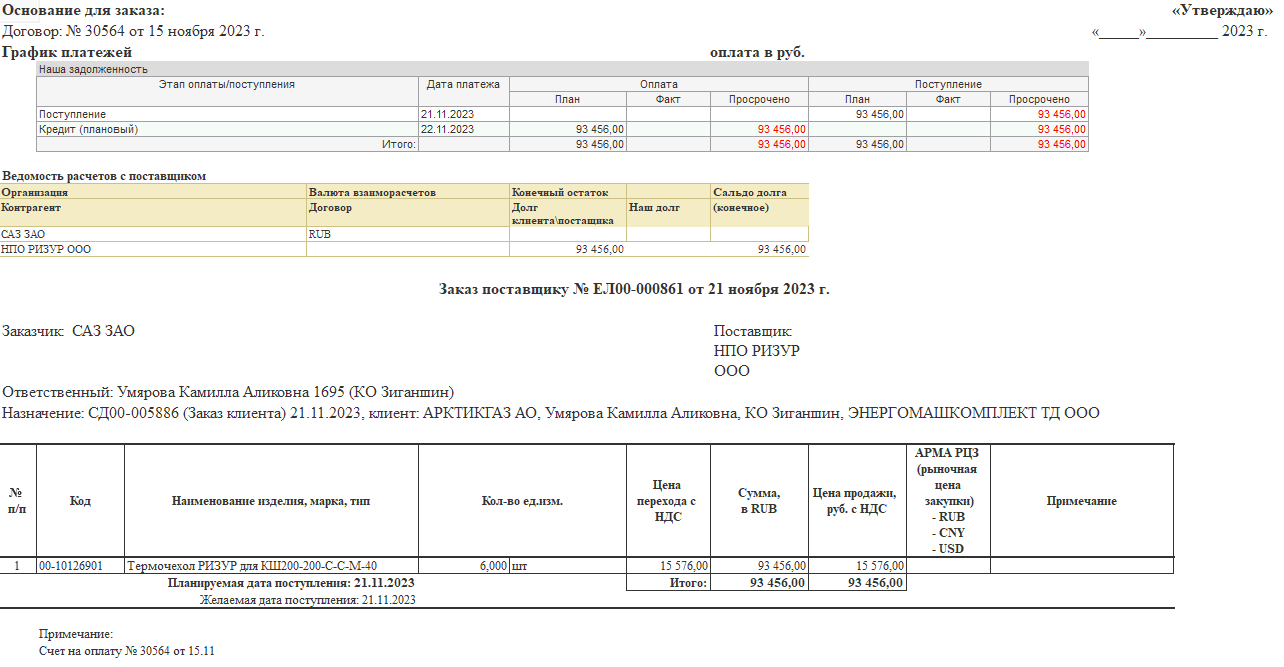 Основание для заказа: «Утверждаю»
Договор: № 30564 от 15 ноября 2023 г. «_____»__________ 2023 г.
График платежей оплата в руб.
Наша задолженность
Этап оплаты/поступления Дата платежа Оплата Поступление
План Факт Просрочено План Факт Просрочено
Поступление 21.11.2023 93 456,00 93 456,00
Кредит (плановый) 22.11.2023 93 456,00 93 456,00 93 456,00
Итого: 93 456,00 93 456,00 93 456,00 93 456,00
Ведомость расчетов с поставщиком
Организация Валюта взаиморасчетов Конечный остаток Сальдо долга
Контрагент Договор Долг Наш долг (конечное)
клиента\постащика
САЗ ЗАО RUB
НПО РИЗУР ООО 93 456,00 93 456,00
Заказ поставщику № ЕЛ00-000861 от 21 ноября 2023 г.
Заказчик: САЗ ЗАО Поставщик:
НПО РИЗУР
ООО
Ответственный: Умярова Камилла Аликовна 1695 (КО Зиганшин)
Назначение: СД00-005886 (Заказ клиента) 21.11.2023, клиент: АРКТИКГАЗ АО, Умярова Камилла Аликовна, КО Зиганшин, ЭНЕРГОМАШКОМПЛЕКТ ТД ООО
№ п/п Код Наименование изделия, марка, тип Кол-во ед.изм. Цена перехода с НДС Сумма, в RUB Цена продажи, руб. с НДС АРМА РЦЗ (рыночная цена закупки) - RUB - CNY - USD Примечание
1 00-10126901 Термочехол РИЗУР для КШ200-200-С-С-М-40 6,000 шт 15 576,00 93 456,00 15 576,00
Планируемая дата поступления: 21.11.2023 Итого: 93 456,00 93 456,00
Желаемая дата поступления: 21.11.2023
Примечание:
Счет на оплату № 30564 от 15.11